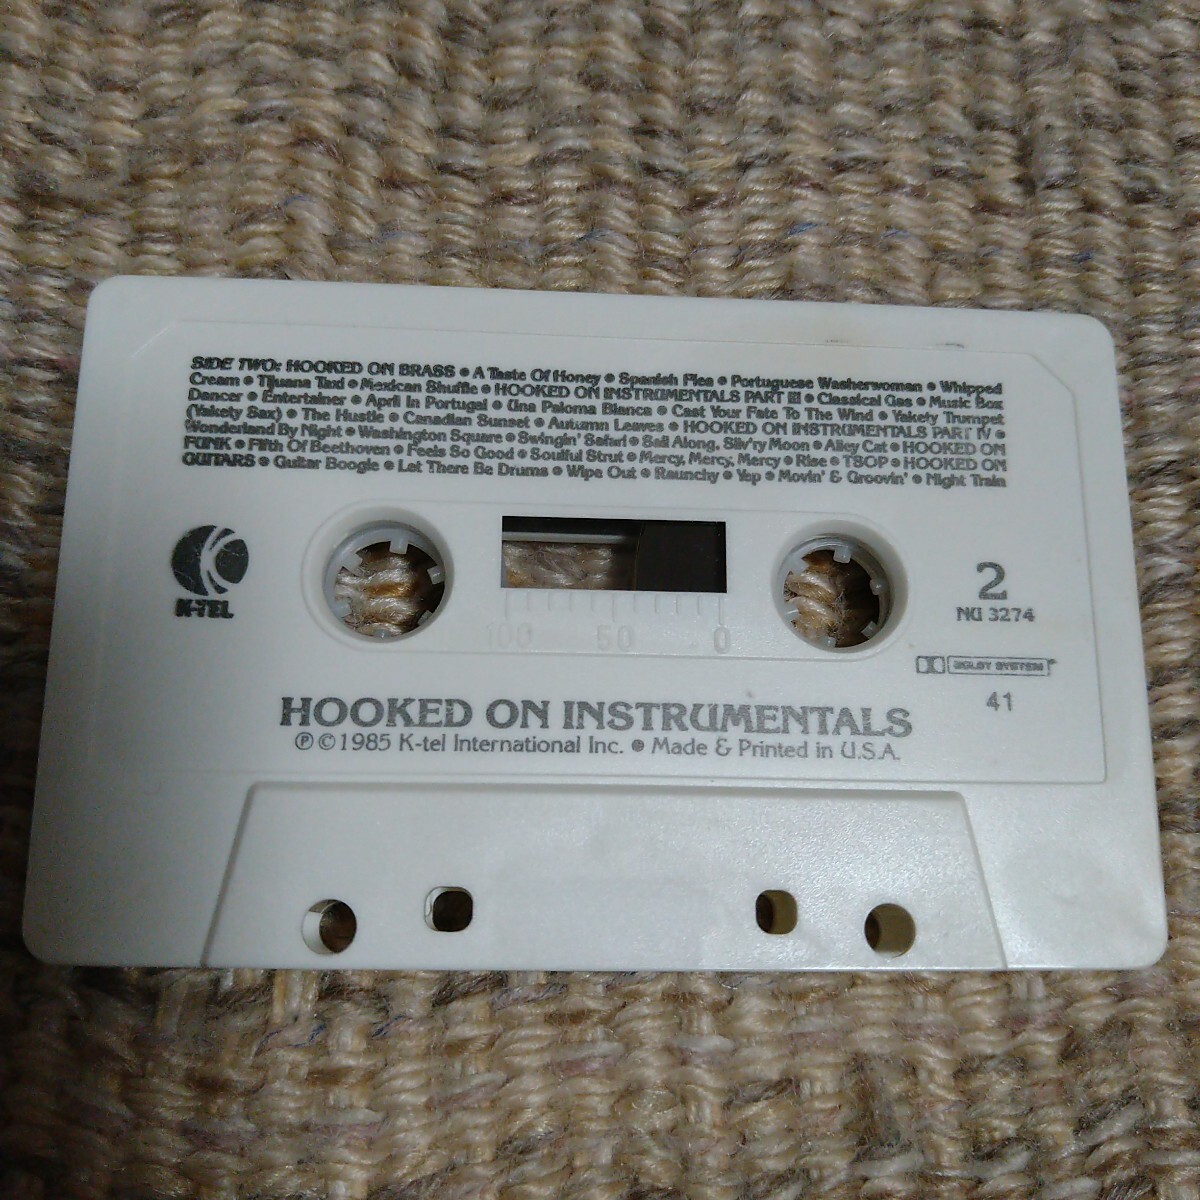 SIDE TWO: HOOKED ON BRASS • A Taste Of Honey • Spanish Flea • Portuguese Washerwoman • Whipped
Cream • Tijuana Taxi • Mexican Shuffle • HOOKED ON INSTRUMENTALS PART III • Classical Gas • Music Box
Dancer • Entertainer • April In Portugal • Una Paloma Blanca • Cast Your Fate To The Wind • Yakety Trumpet
(Yakety Sax) • The Hustle • Canadian Sunset • Autumn Leaves • HOOKED ON INSTRUMENTALS PART IV •
Wonderland By Night • Washington Square • Swingin' Safari • Sail Along, Silv'ry Moon • Alley Cat • HOOKED ON
FUNK • Fifth Of Beethoven • Feels So Good • Soulful Strut • Mercy, Mercy, Mercy • Rise • TSOP • HOOKED ON
GUITARS • Guitar Boogie • Let There Be Drums • Wipe Out • Raunchy • Yep • Movin' & Groovin' • Night Train
K-TEL
2
NU 3274
100 50 0
DOLBY SYSTEM
41
HOOKED ON INSTRUMENTALS
Ⓟ©1985 K-tel International Inc. • Made & Printed in U.S.A.